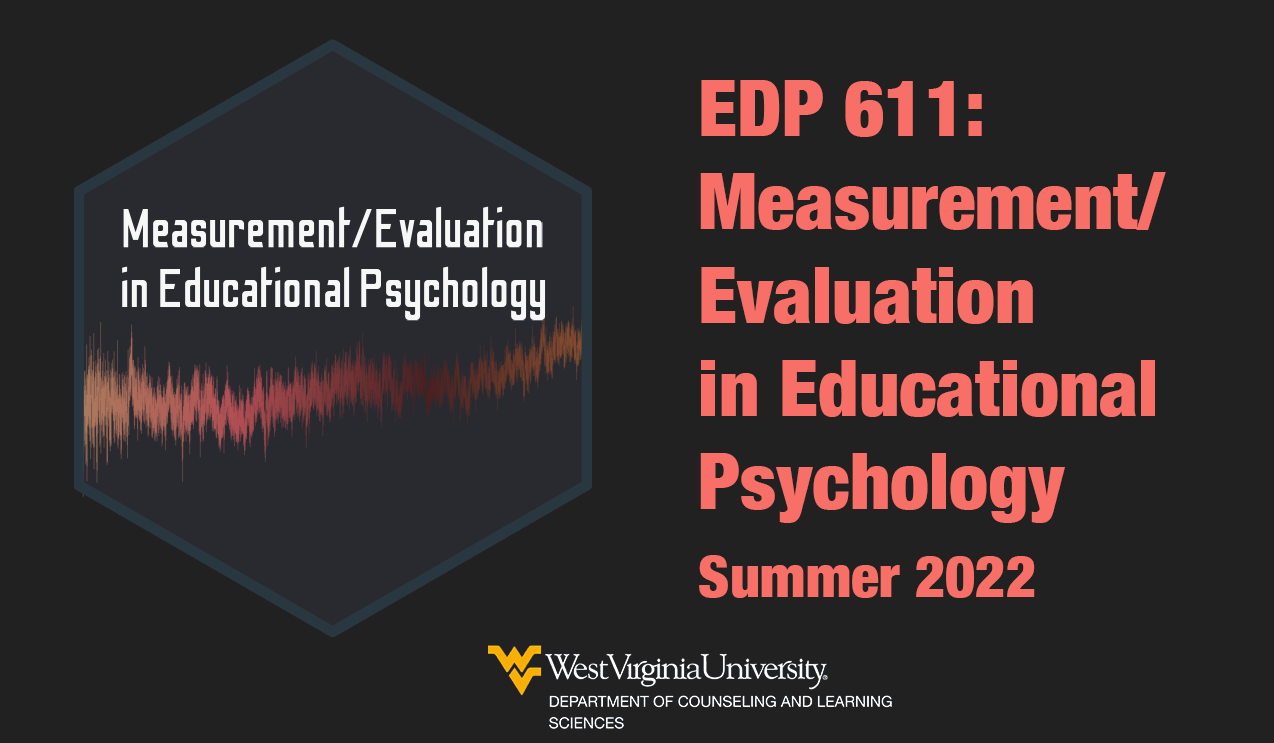 Measurement/Evaluation
in Educational Psychology
EDP 611:
Measurement/
Evaluation
in Educational
Psychology
Summer 2022
WestVirginiaUniversity®
DEPARTMENT OF COUNSELING AND LEARNING
SCIENCES